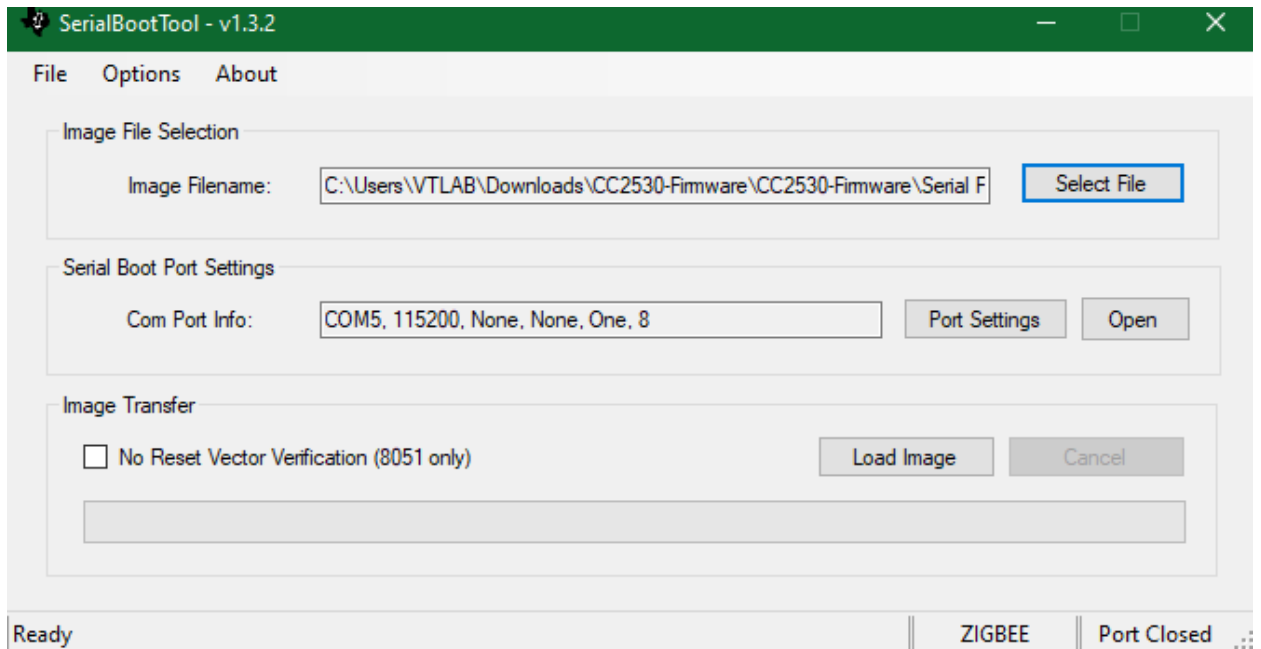 SerialBootTool - v1.3.2
File Options About
Image File Selection
Image Filename: C:\Users\VTLAB\Downloads\CC2530-Firmware\CC2530-Firmware\Serial F Select File
Serial Boot Port Settings
Com Port Info: COM5, 115200, None, None, One, 8 Port Settings Open
Image Transfer
No Reset Vector Verification (8051 only) Load Image Cancel
Ready ZIGBEE Port Closed